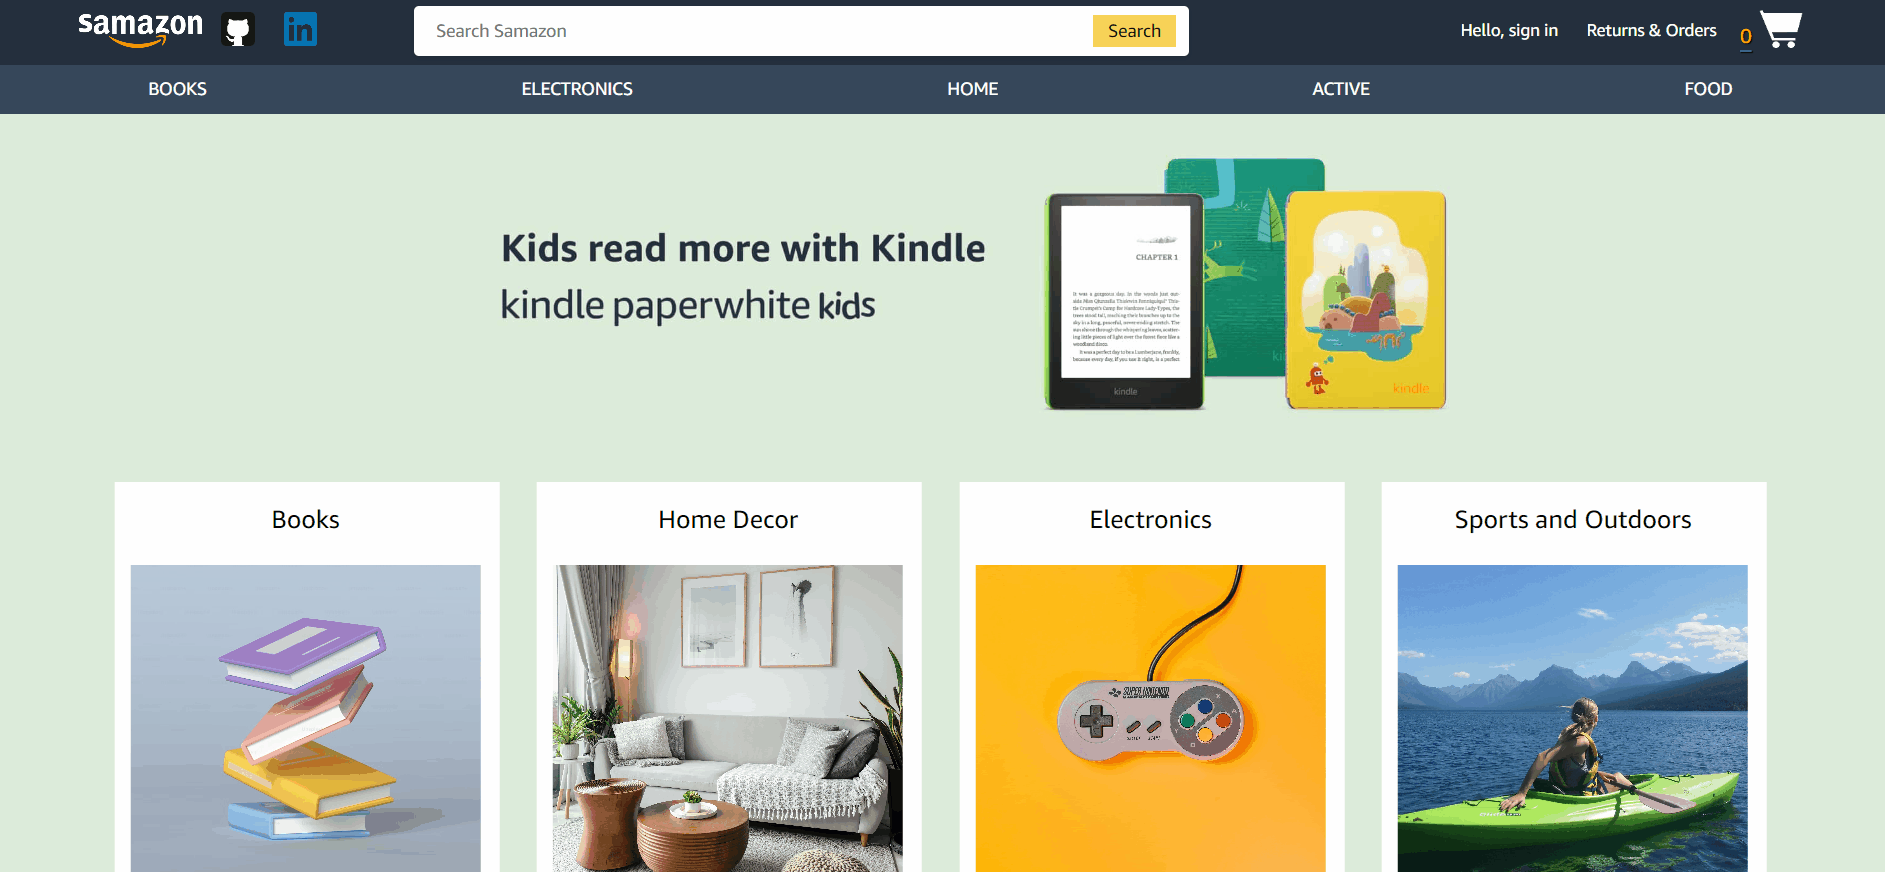 samazon
in
Search Samazon
Search
Hello, sign in
Returns & Orders
0
BOOKS
ELECTRONICS
HOME
ACTIVE
FOOD
Kids read more with Kindle
kindle paperwhite kids
CHAPTER 1
kindle
kindle
Books
Home Decor
Electronics
Sports and Outdoors
SUPER NINTENDO